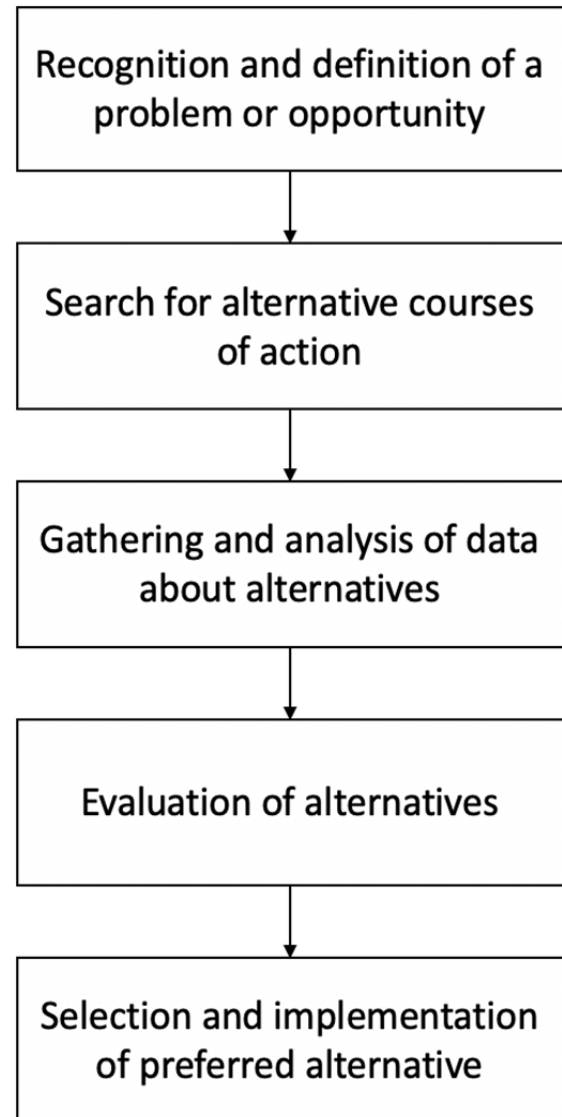 Recognition and definition of a
problem or opportunity
Search for alternative courses
of action
Gathering and analysis of data
about alternatives
Evaluation of alternatives
Selection and implementation
of preferred alternative